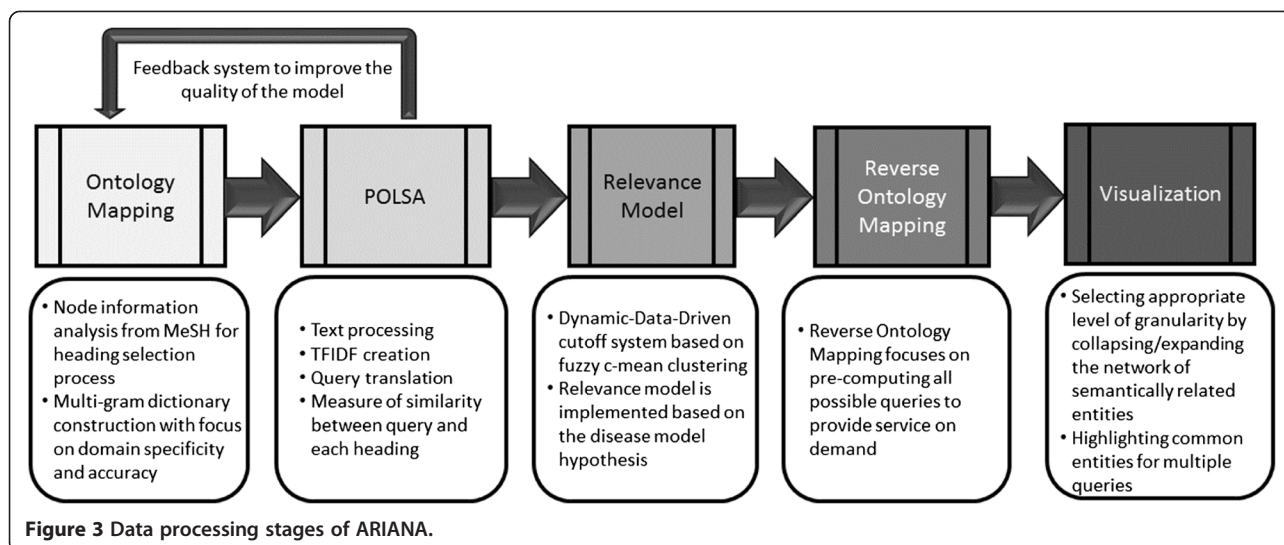 Feedback system to improve the
quality of the model
Ontology
Mapping
POLSA
Relevance
Model
Reverse
Ontology
Mapping
Visualization
• Node information
analysis from MeSH for
heading selection
process
• Multi-gram dictionary
construction with focus
on domain specificity
and accuracy
• Text processing
• TFIDF creation
• Query translation
• Measure of similarity
between query and
each heading
• Dynamic-Data-Driven
cutoff system based on
fuzzy c-mean clustering
• Relevance model is
implemented based on
the disease model
hypothesis
• Reverse Ontology
Mapping focuses on
pre-computing all
possible queries to
provide service on
demand
• Selecting appropriate
level of granularity by
collapsing/expanding
the network of
semantically related
entities
• Highlighting common
entities for multiple
queries
Figure 3 Data processing stages of ARIANA.